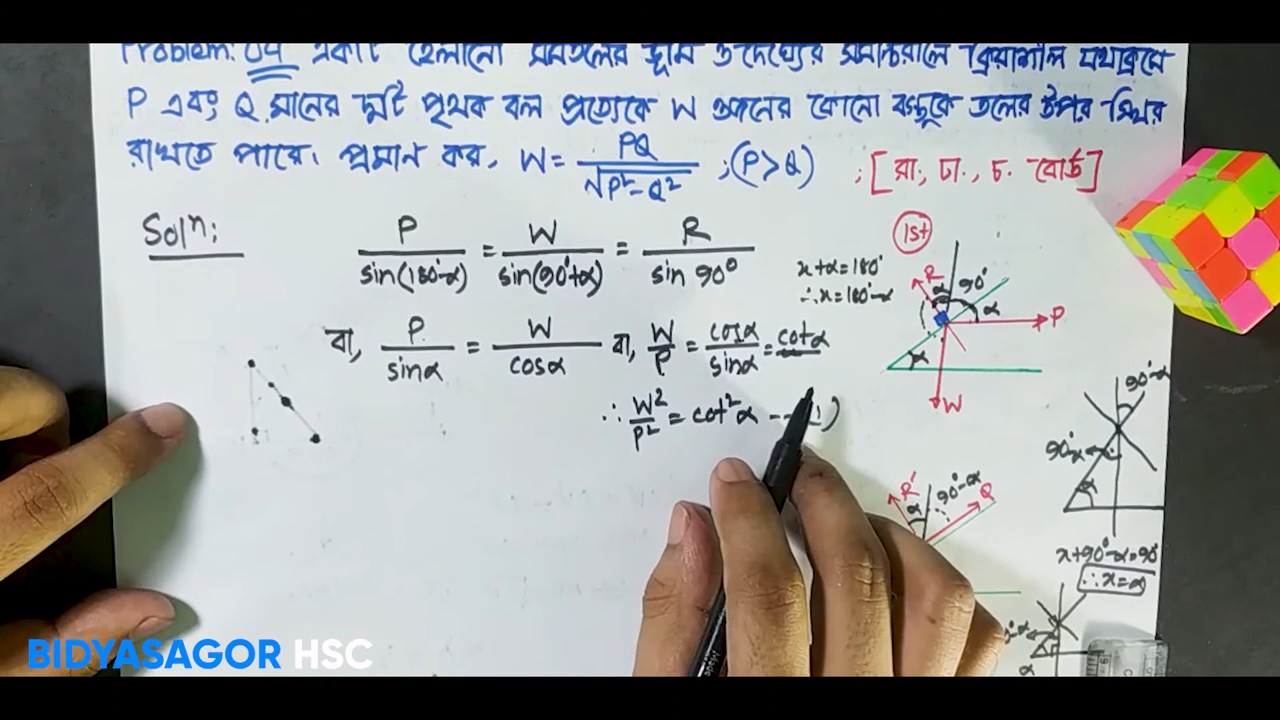 Problem: 04 একটি হেলানো সমতলের ভূমি ও দৈর্ঘ্যের সমান্তরালে ক্রিয়াশীল যথাক্রমে
P এবং Q মানের দুটি পৃথক বল প্রত্যেকে W ওজনের কোনো বস্তুকে তলের উপর স্থির
রাখতে পারে। প্রমান কর, W = PQ / √P²-Q² ; (P > Q) ; [রা., ঢা., চ. বোর্ড]
Solⁿ:
P / sin(180°-α) = W / sin(90°+α) = R / sin 90°
বা, P / sinα = W / cosα বা, W/P = cosα / sinα = cotα
∴ W²/P² = cot²α
x+α=180°
∴x=180°-α
1st
R
α
90°
α
P
α
W
R'
α
90°-α
Q
90°-α
90°-α
α
x+90°-α=90°
∴x=α
α
BIDYASAGOR HSC